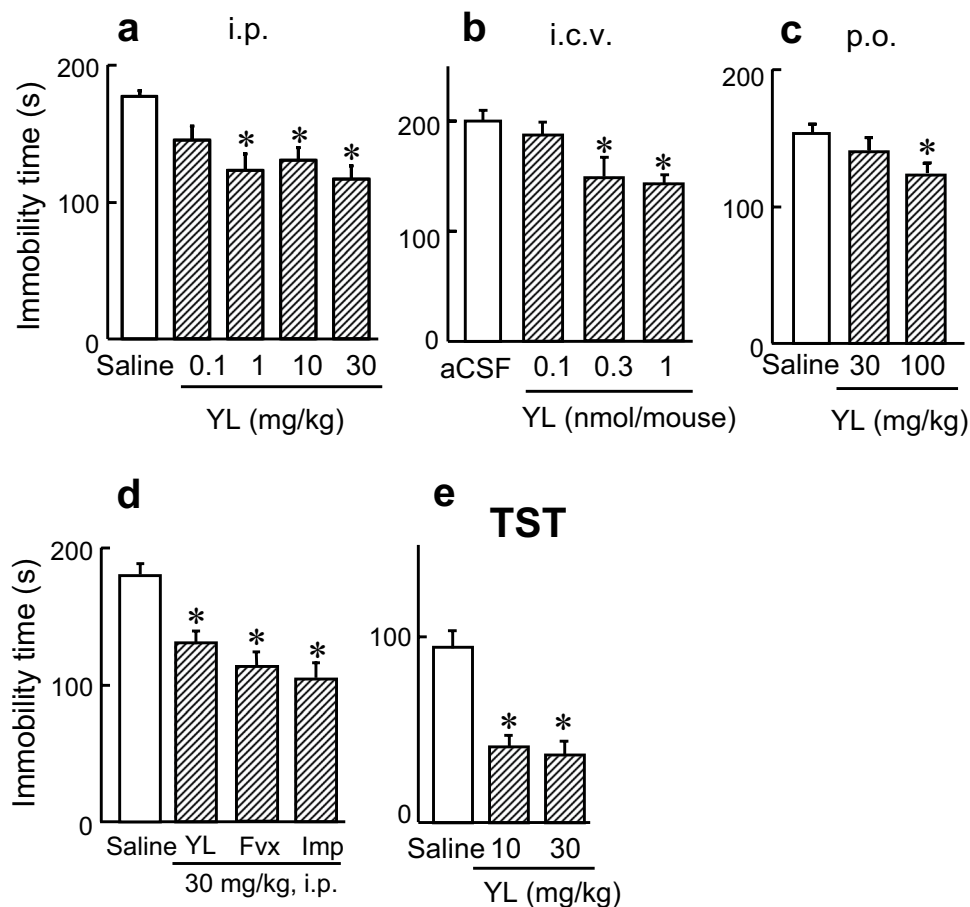 a i.p.
Immobility time (s)
200
100
0
* * *
Saline 0.1 1 10 30
YL (mg/kg)
b i.c.v.
200
100
0
* *
aCSF 0.1 0.3 1
YL (nmol/mouse)
c p.o.
200
100
0
*
Saline 30 100
YL (mg/kg)
d
Immobility time (s)
200
100
0
* * *
Saline YL Fvx Imp
30 mg/kg, i.p.
e
TST
100
0
* *
Saline 10 30
YL (mg/kg)